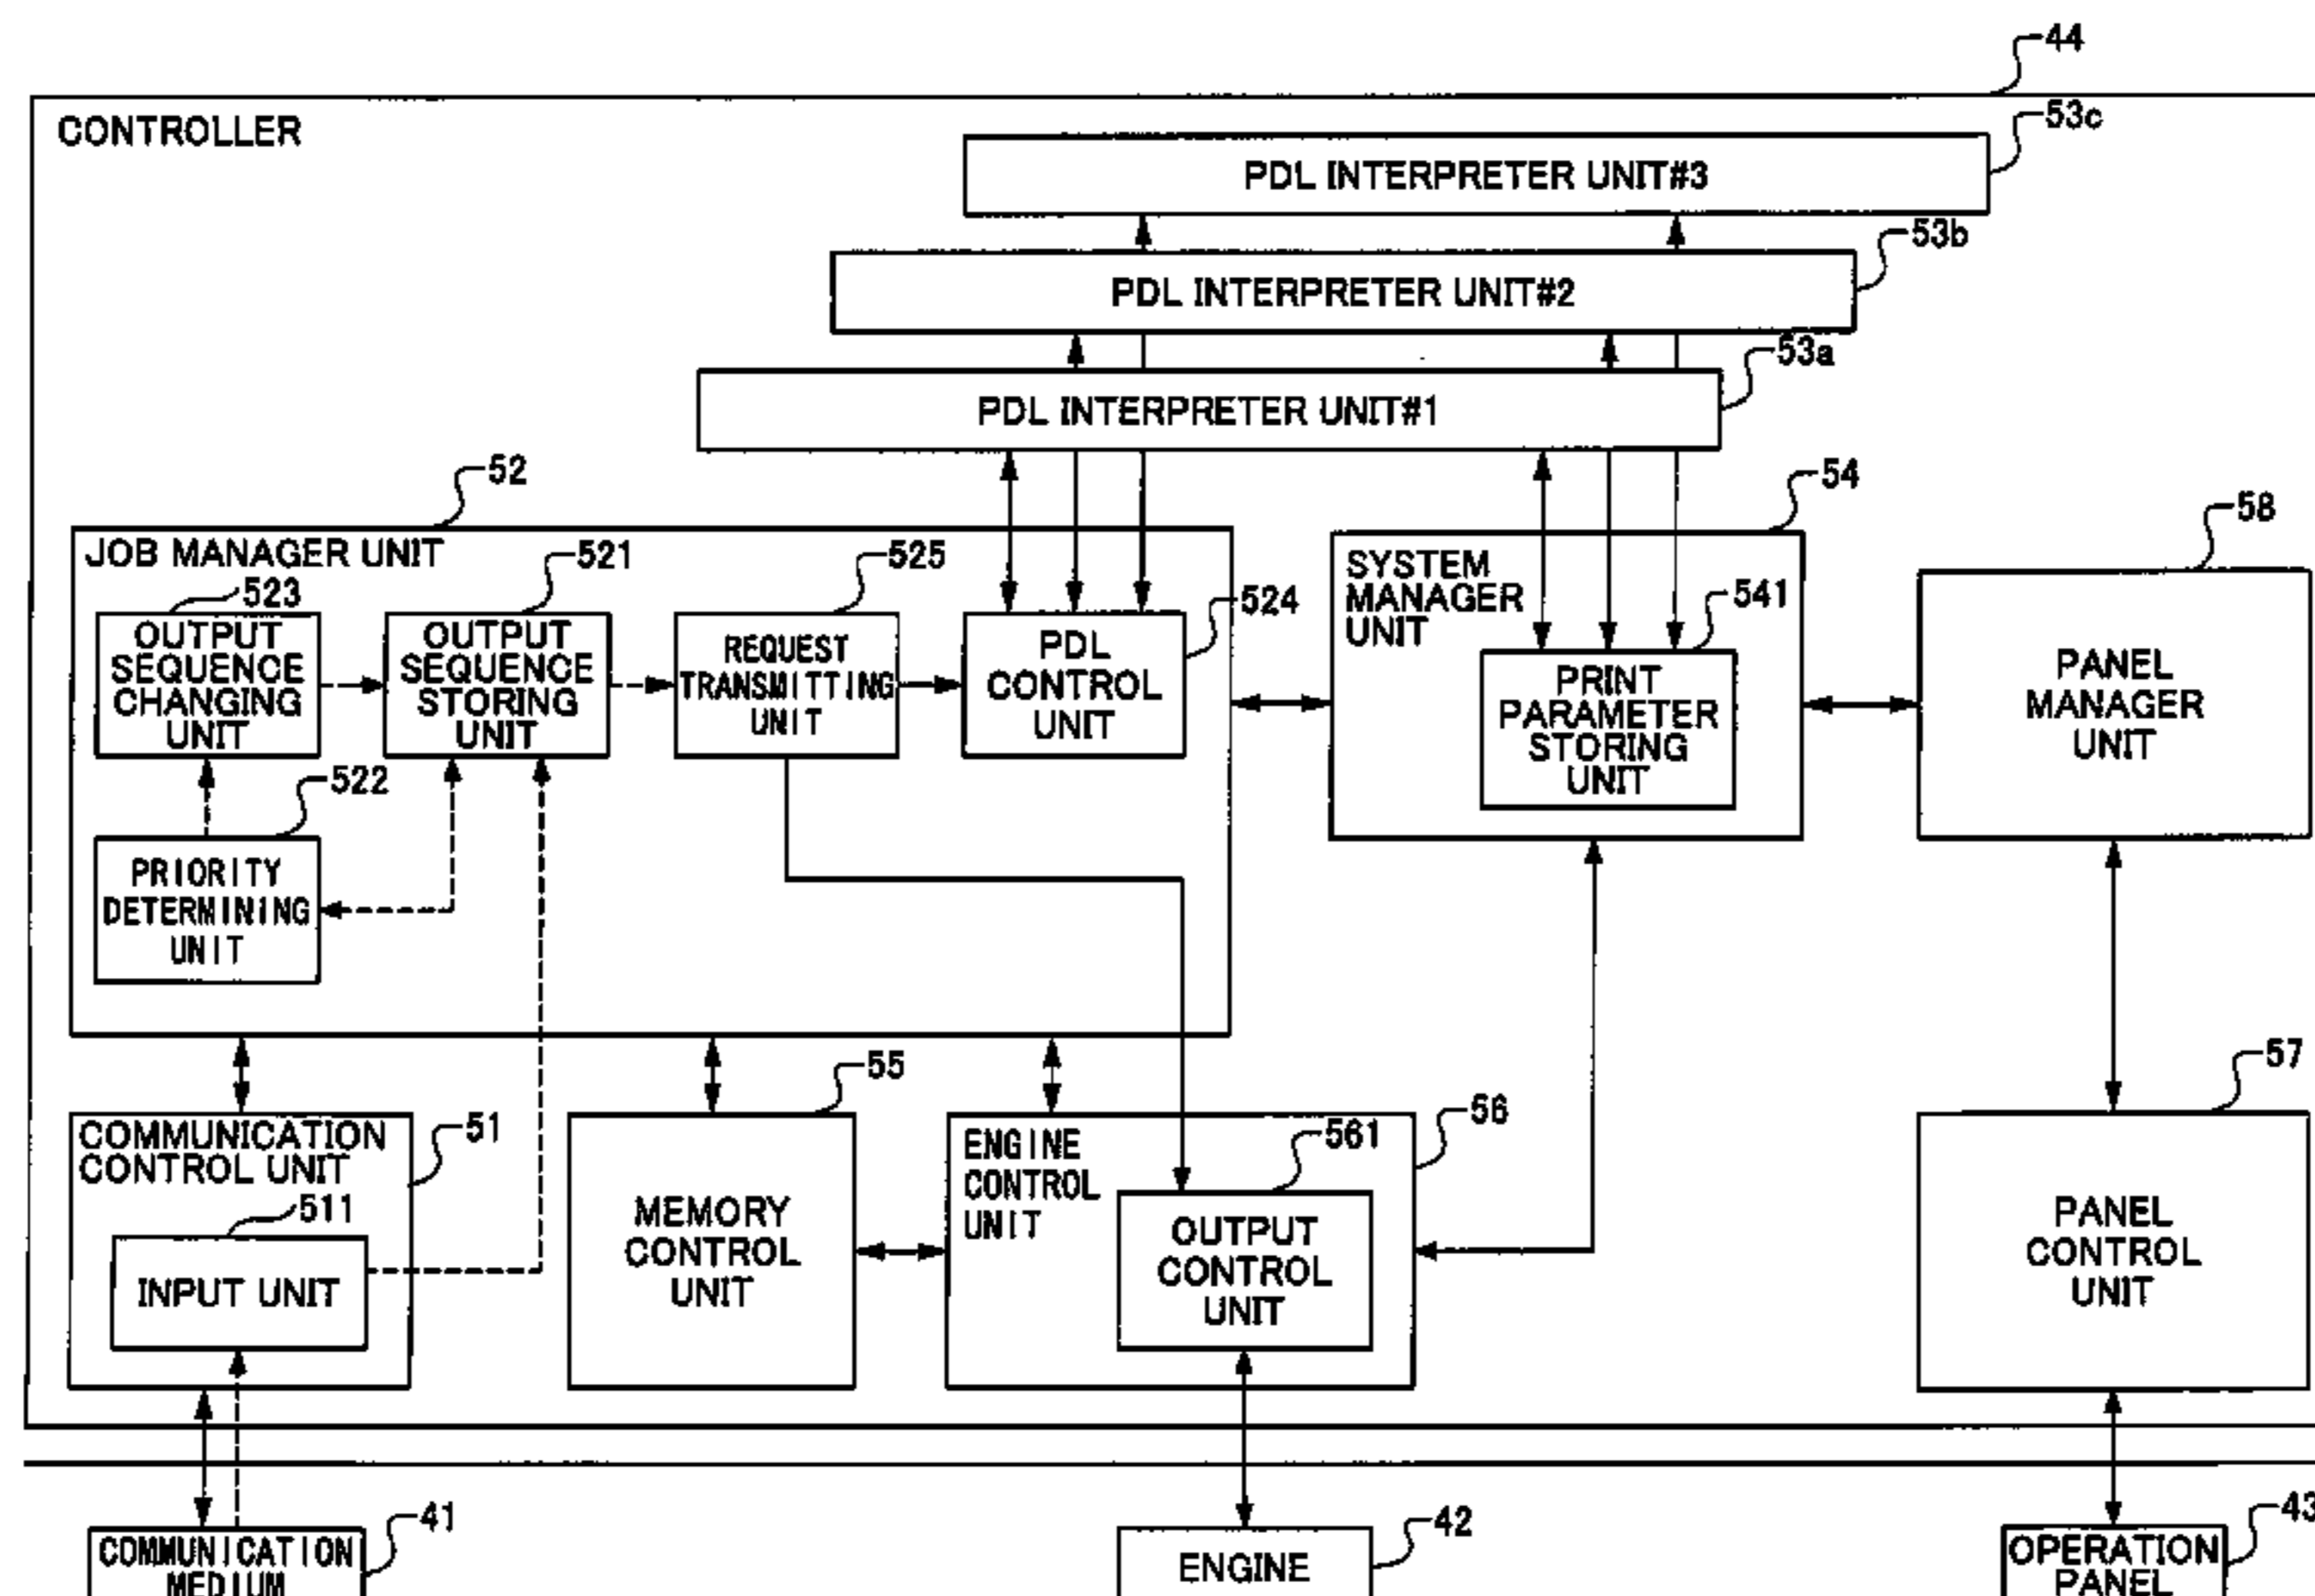 44
CONTROLLER
53c
PDL INTERPRETER UNIT#3
53b
PDL INTERPRETER UNIT#2
53a
PDL INTERPRETER UNIT#1
52
54
58
JOB MANAGER UNIT
523
521
525
524
OUTPUT
SEQUENCE
CHANGING
UNIT
OUTPUT
SEQUENCE
STORING
UNIT
REQUEST
TRANSMITTING
UNIT
PDL
CONTROL
UNIT
SYSTEM
MANAGER
UNIT
541
PRINT
PARAMETER
STORING
UNIT
PANEL
MANAGER
UNIT
522
PRIORITY
DETERMINING
UNIT
55
57
51
56
COMMUNICATION
CONTROL UNIT
511
INPUT UNIT
MEMORY
CONTROL
UNIT
ENGINE
CONTROL
UNIT
561
OUTPUT
CONTROL
UNIT
PANEL
CONTROL
UNIT
41
COMMUNICATION
MEDIUM
42
ENGINE
43
OPERATION
PANEL